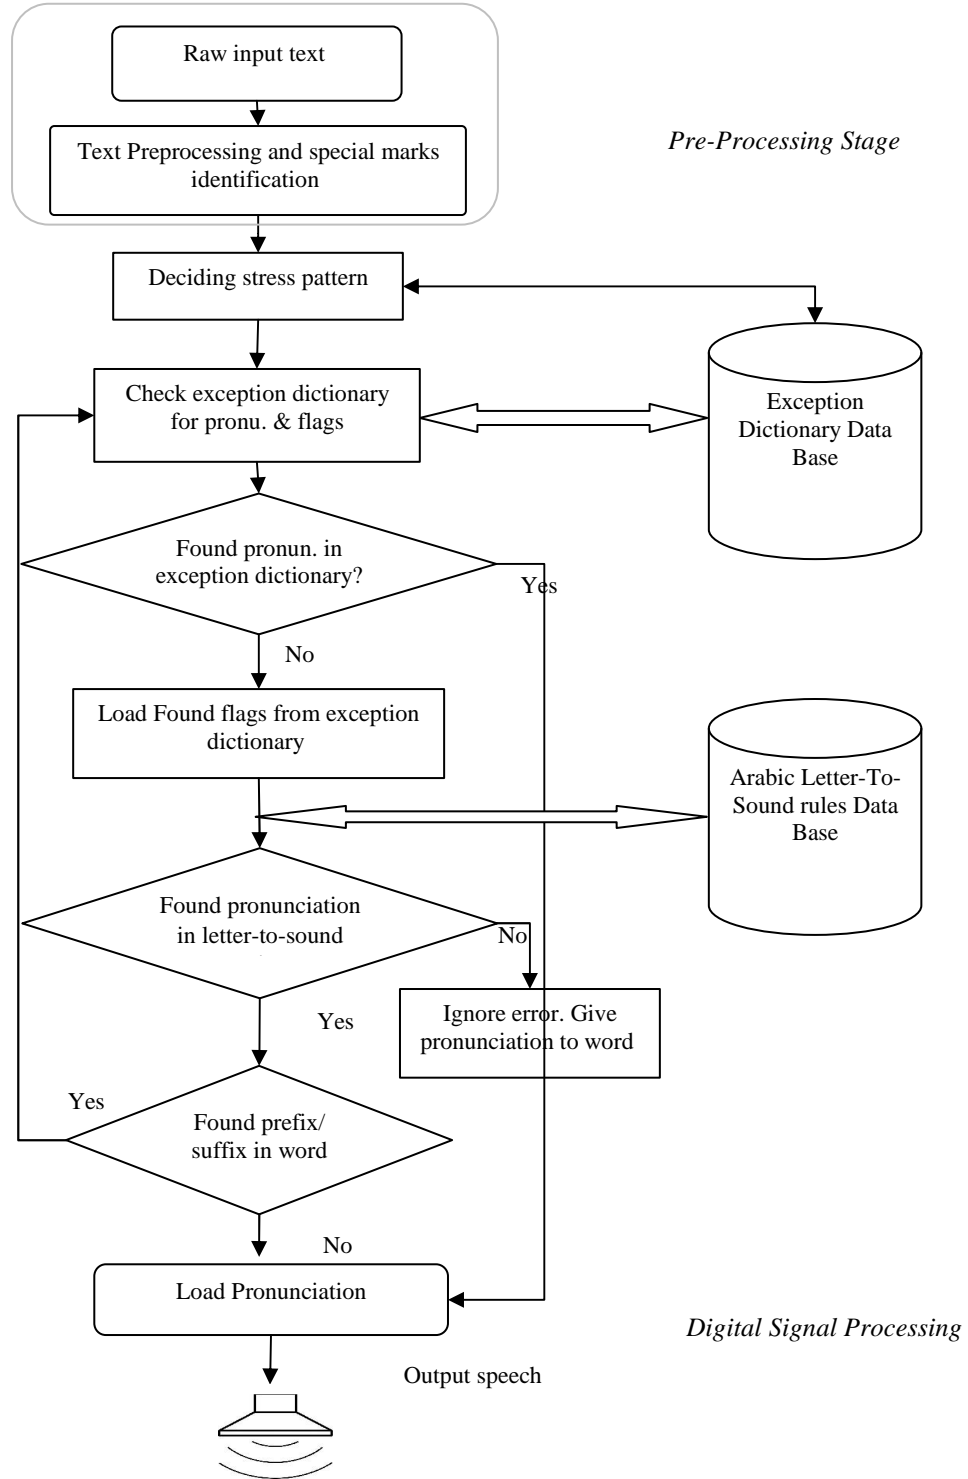 Raw input text
Text Preprocessing and special marks
identification
Pre-Processing Stage
Deciding stress pattern
Check exception dictionary
for pronu. & flags
Exception
Dictionary Data
Base
Found pronun. in
exception dictionary?
Yes
No
Load Found flags from exception
dictionary
Arabic Letter-To-
Sound rules Data
Base
Found pronunciation
in letter-to-sound
No
Ignore error. Give
pronunciation to word
Yes
Yes
Found prefix/
suffix in word
No
Load Pronunciation
Digital Signal Processing
Output speech